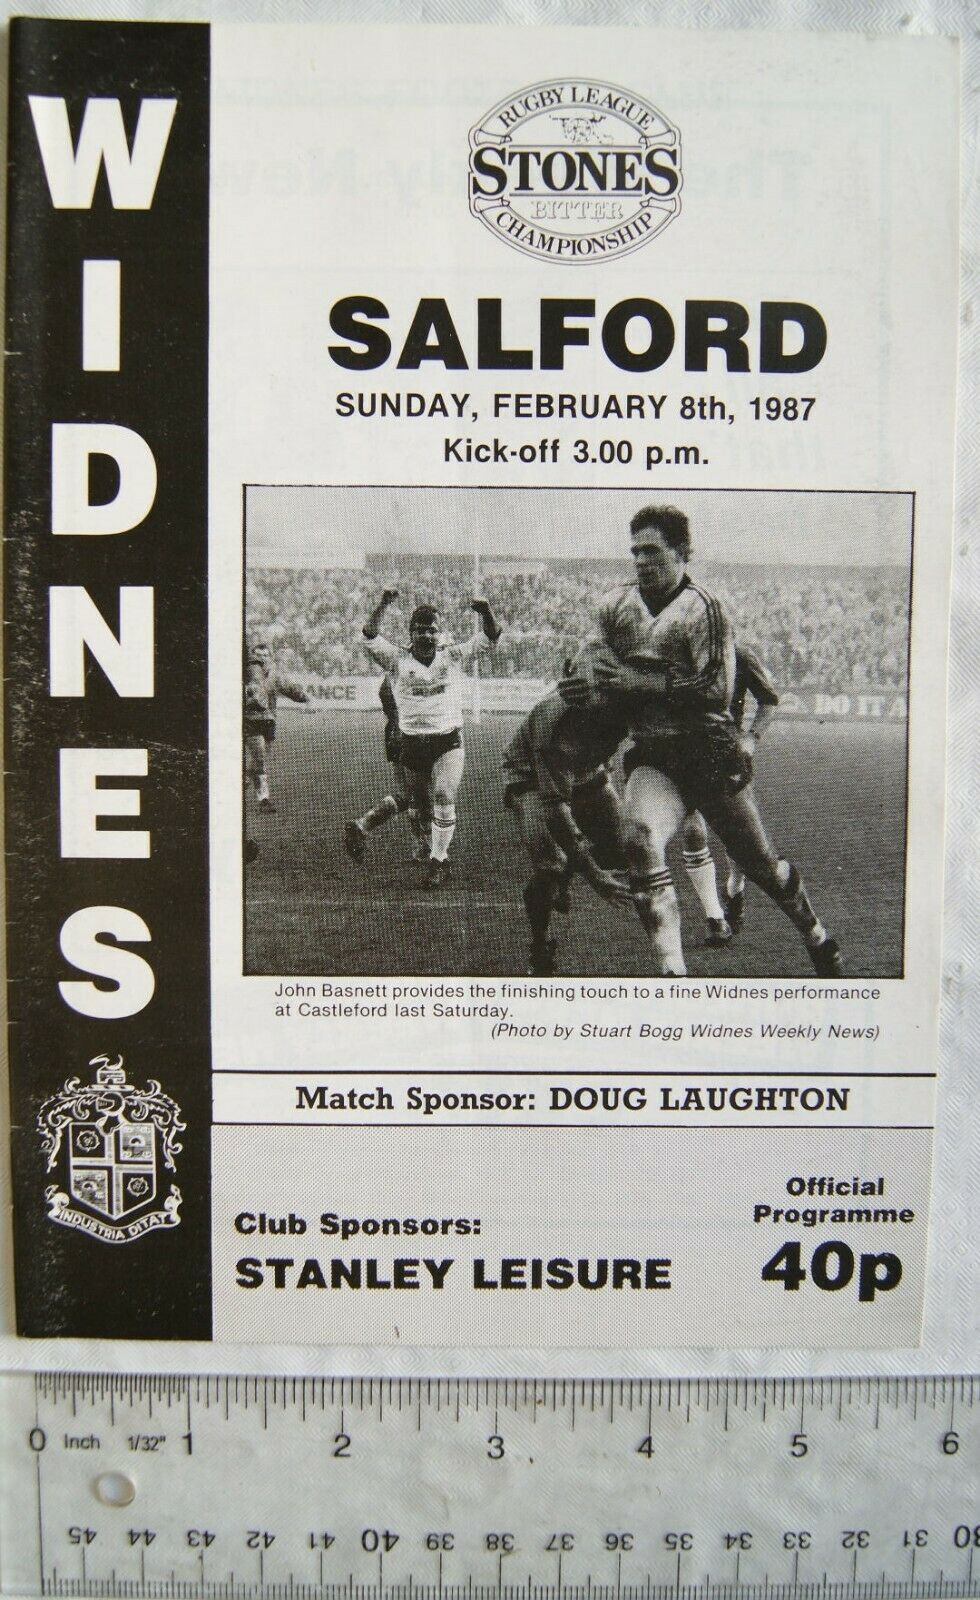 WIDNES
INDUSTRIA DITAT
RUGBY LEAGUE
STONES
BITTER
CHAMPIONSHIP
SALFORD
SUNDAY, FEBRUARY 8th, 1987
Kick-off 3.00 p.m.
ANCE
DO IT A
John Basnett provides the finishing touch to a fine Widnes performance
at Castleford last Saturday.
(Photo by Stuart Bogg Widnes Weekly News)
Match Sponsor: DOUG LAUGHTON
Club Sponsors:
STANLEY LEISURE
Official
Programme
40p
0 Inch 1/32" 1 2 3 4 5 6
45 44 43 42 41 40 39 38 37 36 35 34 33 32 31 30